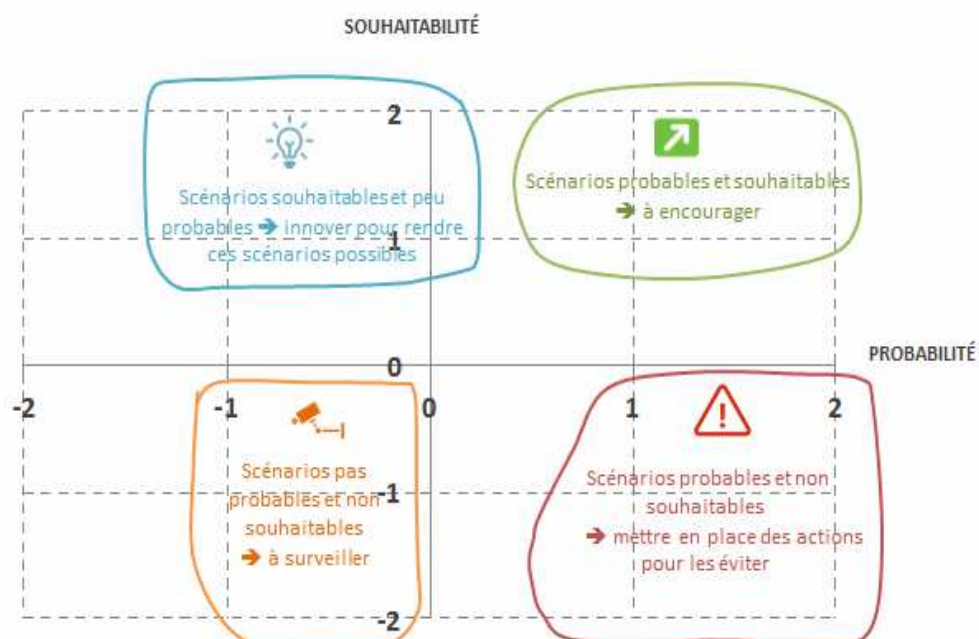 SOUHAITABILITÉ
2
Scénarios souhaitables et peu
probables ➔ innover pour rendre
ces scénarios possibles
Scénarios probables et souhaitables
➔ à encourager
1
PROBABILITÉ
0
-2
-1
0
1
2
Scénarios pas
probables et non
souhaitables
➔ à surveiller
Scénarios probables et non
souhaitables
➔ mettre en place des actions
pour les éviter
-1
-2